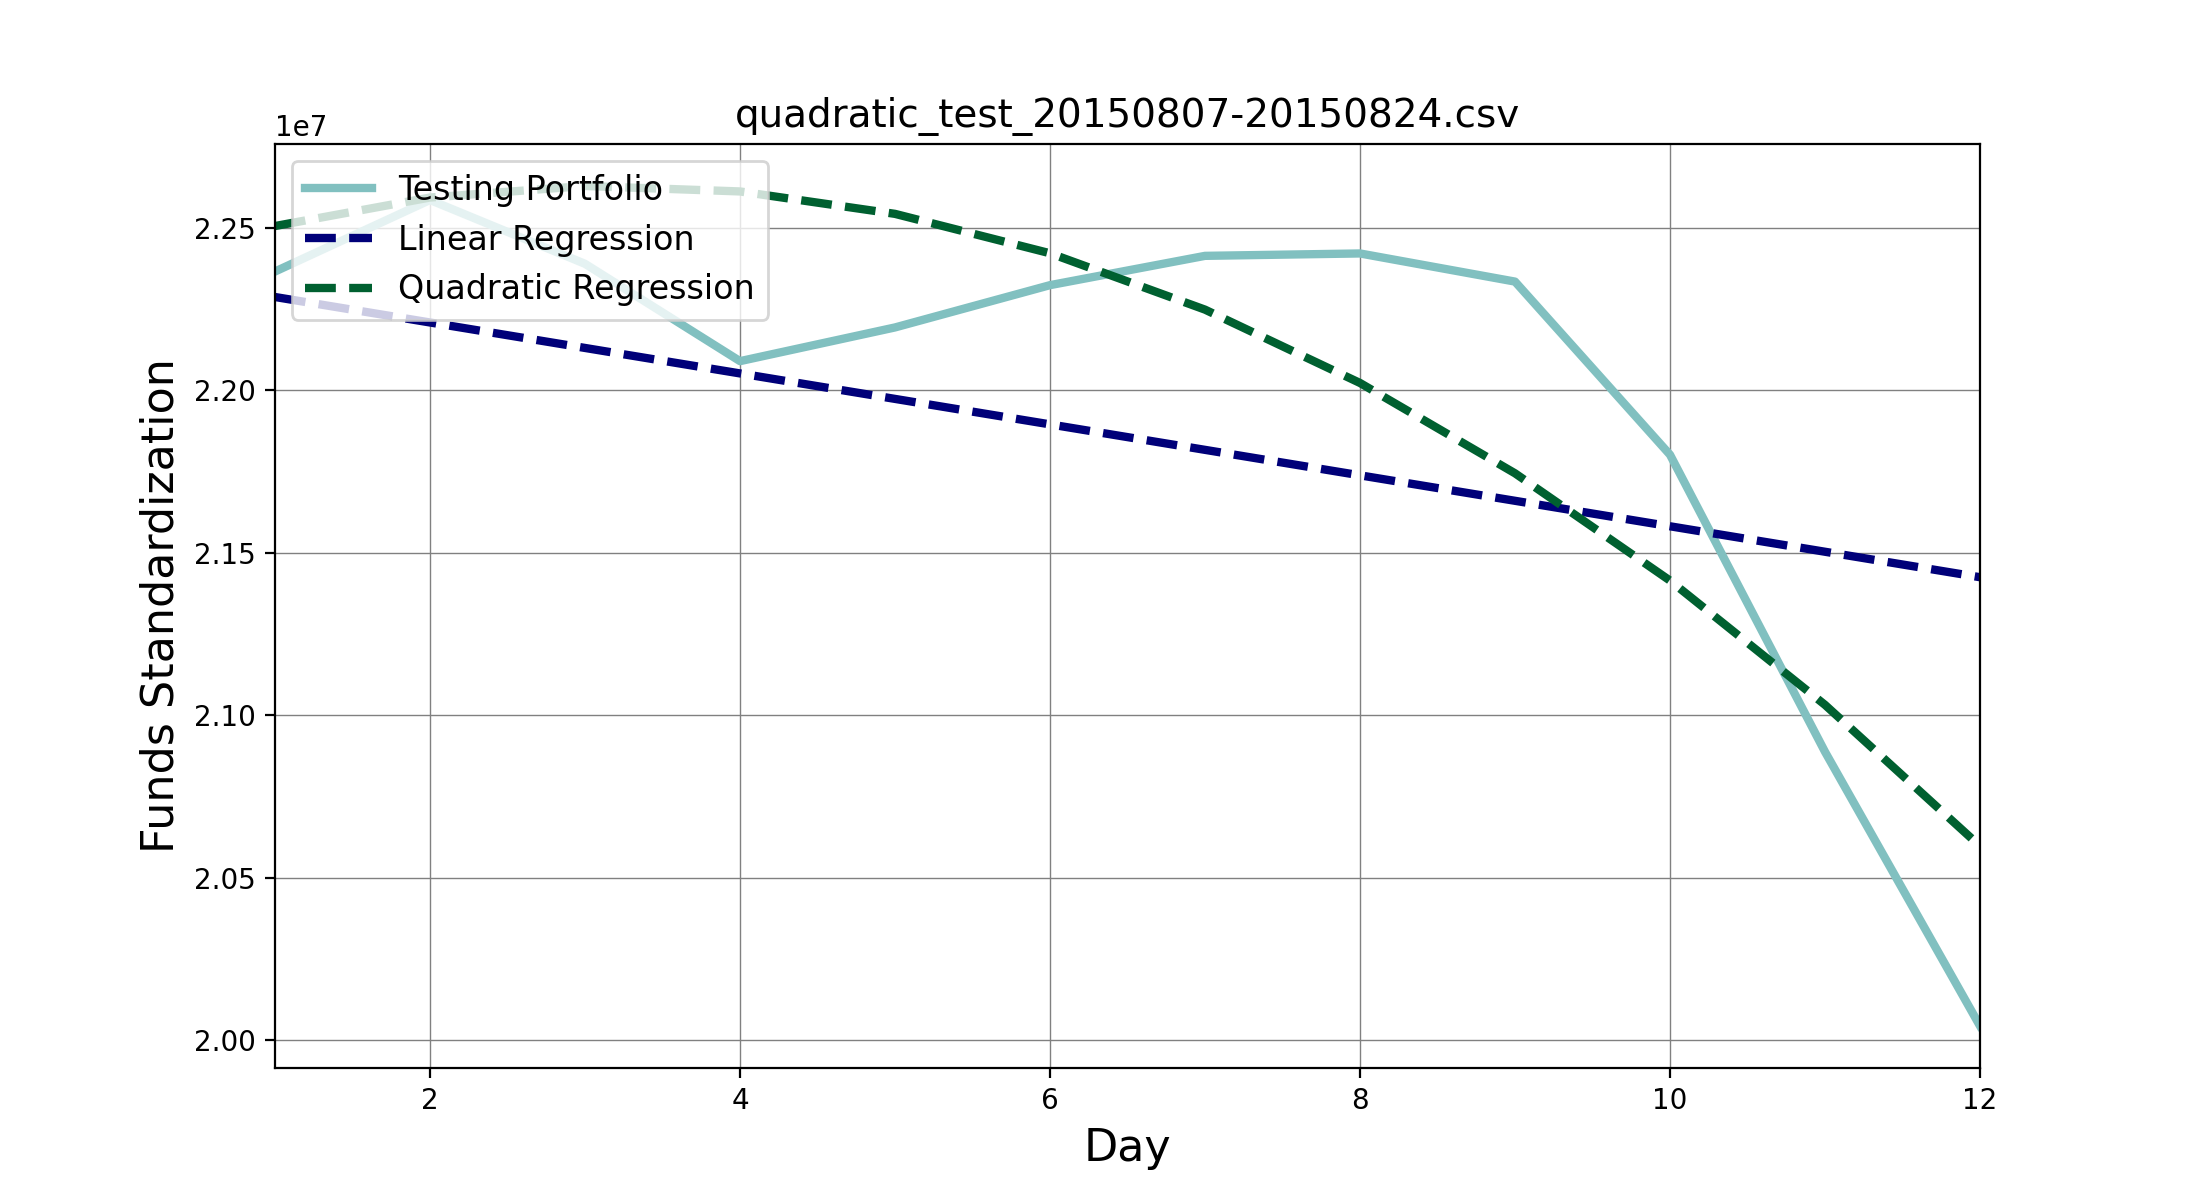 quadratic_test_20150807-20150824.csv
1e7
Testing Portfolio
Linear Regression
Quadratic Regression
Funds Standardization
2.25
2.20
2.15
2.10
2.05
2.00
2 4 6 8 10 12
Day